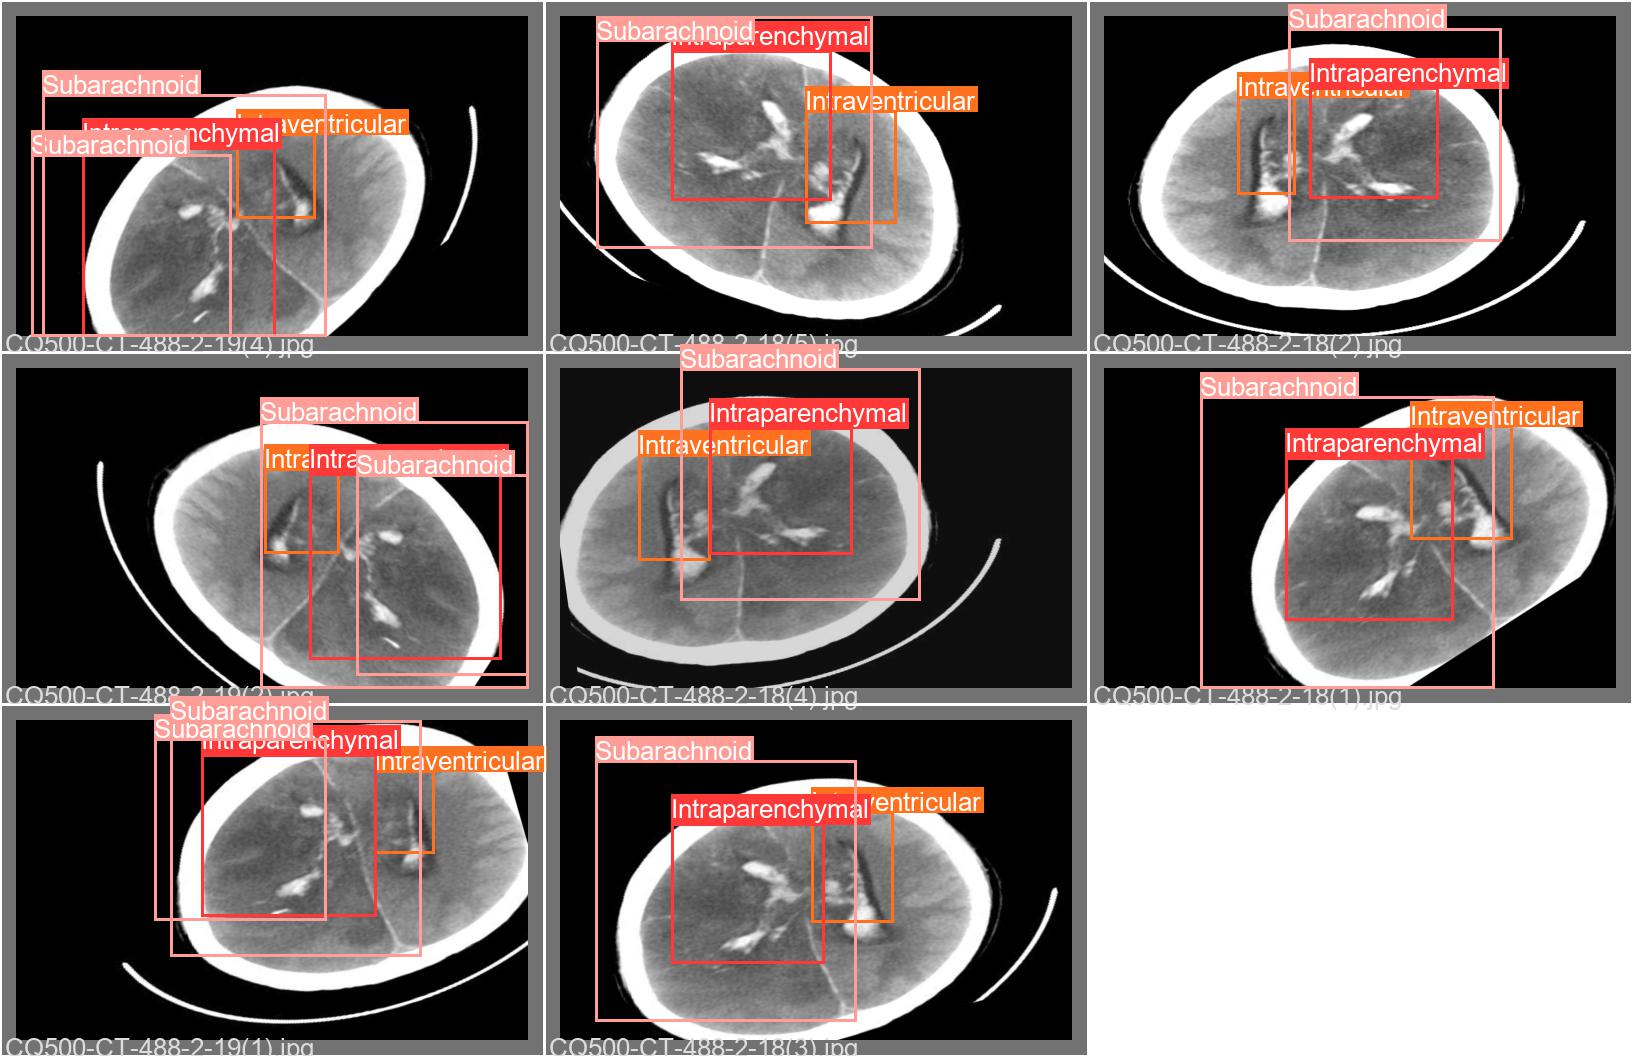 Subarachnoid
Intraventricular
Intraparenchymal
Subarachnoid
CQ500-CT-488-2-19(4).jpg
Subarachnoid
Intraparenchymal
Intraventricular
CQ500-CT-488-2-18(5).jpg
Subarachnoid
Intraparenchymal
Intraventricular
CQ500-CT-488-2-18(2).jpg
Subarachnoid
Subarachnoid
CQ500-CT-488-2-19(2).jpg
Subarachnoid
Intraparenchymal
Intraventricular
CQ500-CT-488-2-18(4).jpg
Subarachnoid
Intraventricular
Intraparenchymal
CQ500-CT-488-2-18(1).jpg
Subarachnoid
Subarachnoid
Intraparenchymal
Intraventricular
CQ500-CT-488-2-19(1).jpg
Subarachnoid
Intraparenchymal
Intraventricular
CQ500-CT-488-2-18(3).jpg